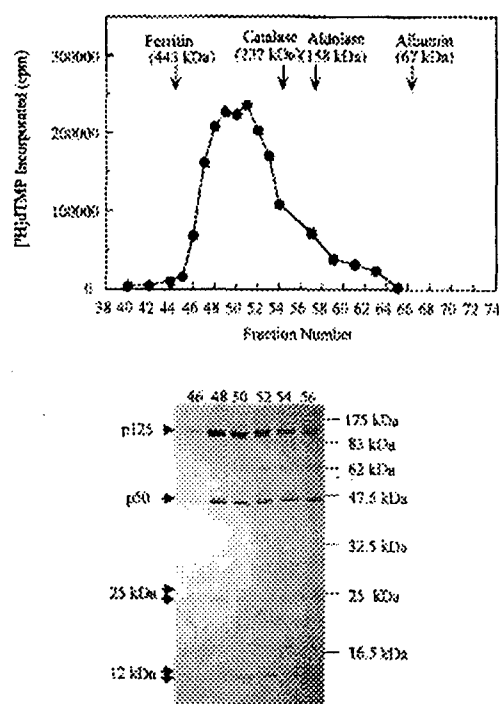 Ferritin Catalase Aldolase Albumin
(443 kDa) (232 kDa) (158 kDa) (67 kDa)
[³H]dTMP Incorporated (cpm)
300000
200000
100000
0
38 40 42 44 46 48 50 52 54 56 58 60 62 64 66 68 70 72 74
Fraction Number
46 48 50 52 54 56
p125
p50
25 kDa
12 kDa
175 kDa
83 kDa
62 kDa
47.5 kDa
32.5 kDa
25 kDa
16.5 kDa